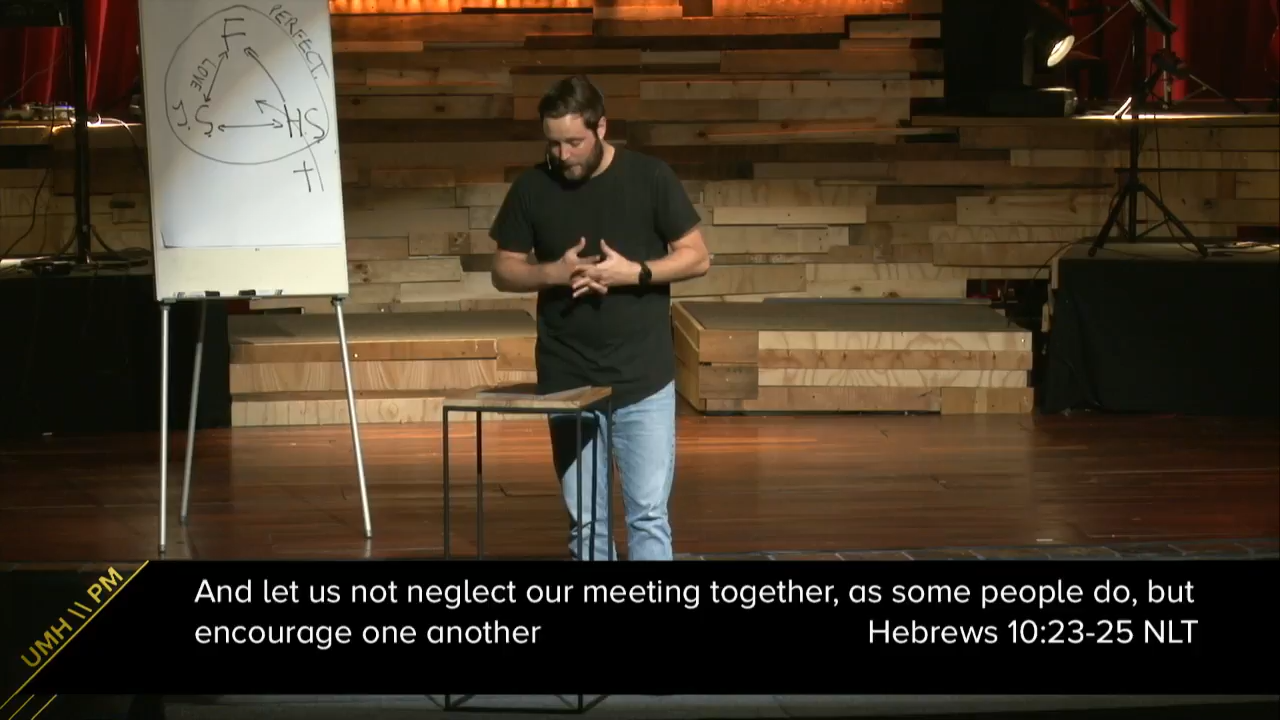 PERFECT.
F
LOVE
S
HS
+
And let us not neglect our meeting together, as some people do, but
encourage one another
Hebrews 10:23-25 NLT
UMH \\ PM